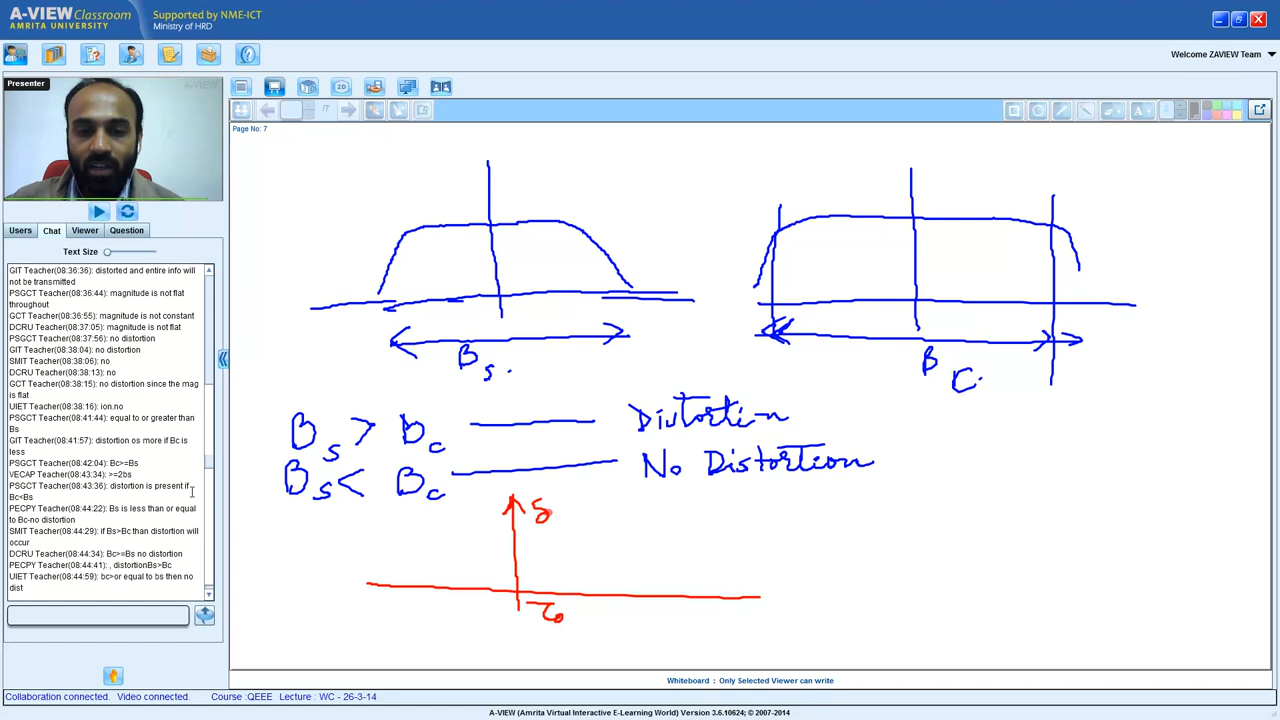 A-VIEW Classroom
AMRITA UNIVERSITY
Supported by NME-ICT
Ministry of HRD
Welcome ZAVIEW Team
Presenter
A-VIEW
2D
/7
A
2
Page No: 7
Users
Chat
Viewer
Question
Text Size
GIT Teacher(08:36:36): distorted and entire info will
not be transmitted
PSGCT Teacher(08:36:44): magnitude is not flat
throughout
GCT Teacher(08:36:55): magnitude is not constant
DCRU Teacher(08:37:05): magnitude is not flat
PSGCT Teacher(08:37:56): no distortion
GIT Teacher(08:38:04): no distortion
SMIT Teacher(08:38:06): no
DCRU Teacher(08:38:13): no
GCT Teacher(08:38:15): no distortion since the mag
is flat
UIET Teacher(08:38:16): ion.no
PSGCT Teacher(08:41:44): equal to or greater than
Bs
GIT Teacher(08:41:57): distortion os more if Bc is
less
PSGCT Teacher(08:42:04): Bc>=Bs
VECAP Teacher(08:43:34): >=2bs
PSGCT Teacher(08:43:36): distortion is present if
Bc<Bs
PECPY Teacher(08:44:22): Bs is less than or equal
to Bc-no distortion
SMIT Teacher(08:44:29): if Bs>Bc than distortion will
occur
DCRU Teacher(08:44:34): Bc>=Bs no distortion
PECPY Teacher(08:44:41): , distortionBs>Bc
UIET Teacher(08:44:59): bc>or equal to bs then no
dist
Bs
Bc
Bs > Bc — Distortion
Bs < Bc — No Distortion
δ
τ0
Whiteboard : Only Selected Viewer can write
Collaboration connected. Video connected. Course :QEEE Lecture : WC - 26-3-14
A-VIEW (Amrita Virtual Interactive E-Learning World) Version 3.6.10624; © 2007-2014